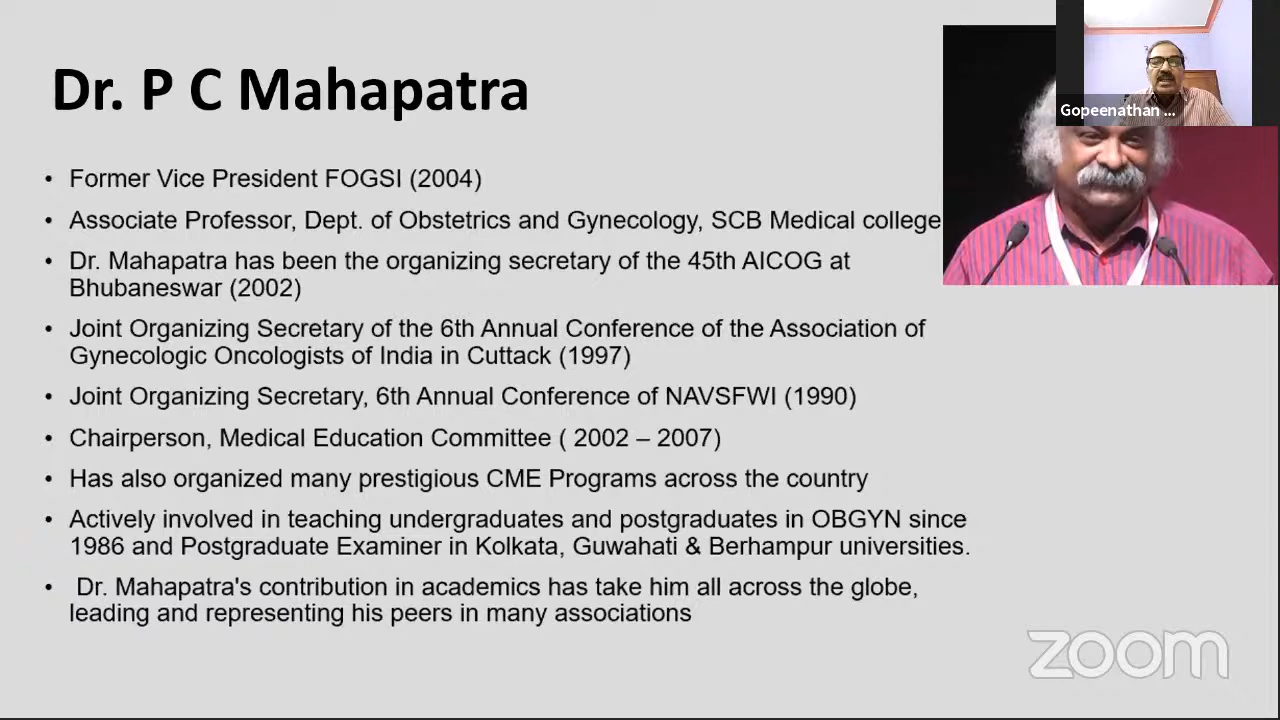 Dr. P C Mahapatra
Gopeenathan ...
• Former Vice President FOGSI (2004)
• Associate Professor, Dept. of Obstetrics and Gynecology, SCB Medical college
• Dr. Mahapatra has been the organizing secretary of the 45th AICOG at
Bhubaneswar (2002)
• Joint Organizing Secretary of the 6th Annual Conference of the Association of
Gynecologic Oncologists of India in Cuttack (1997)
• Joint Organizing Secretary, 6th Annual Conference of NAVSFWI (1990)
• Chairperson, Medical Education Committee ( 2002 – 2007)
• Has also organized many prestigious CME Programs across the country
• Actively involved in teaching undergraduates and postgraduates in OBGYN since
1986 and Postgraduate Examiner in Kolkata, Guwahati & Berhampur universities.
• Dr. Mahapatra's contribution in academics has take him all across the globe,
leading and representing his peers in many associations
zoom